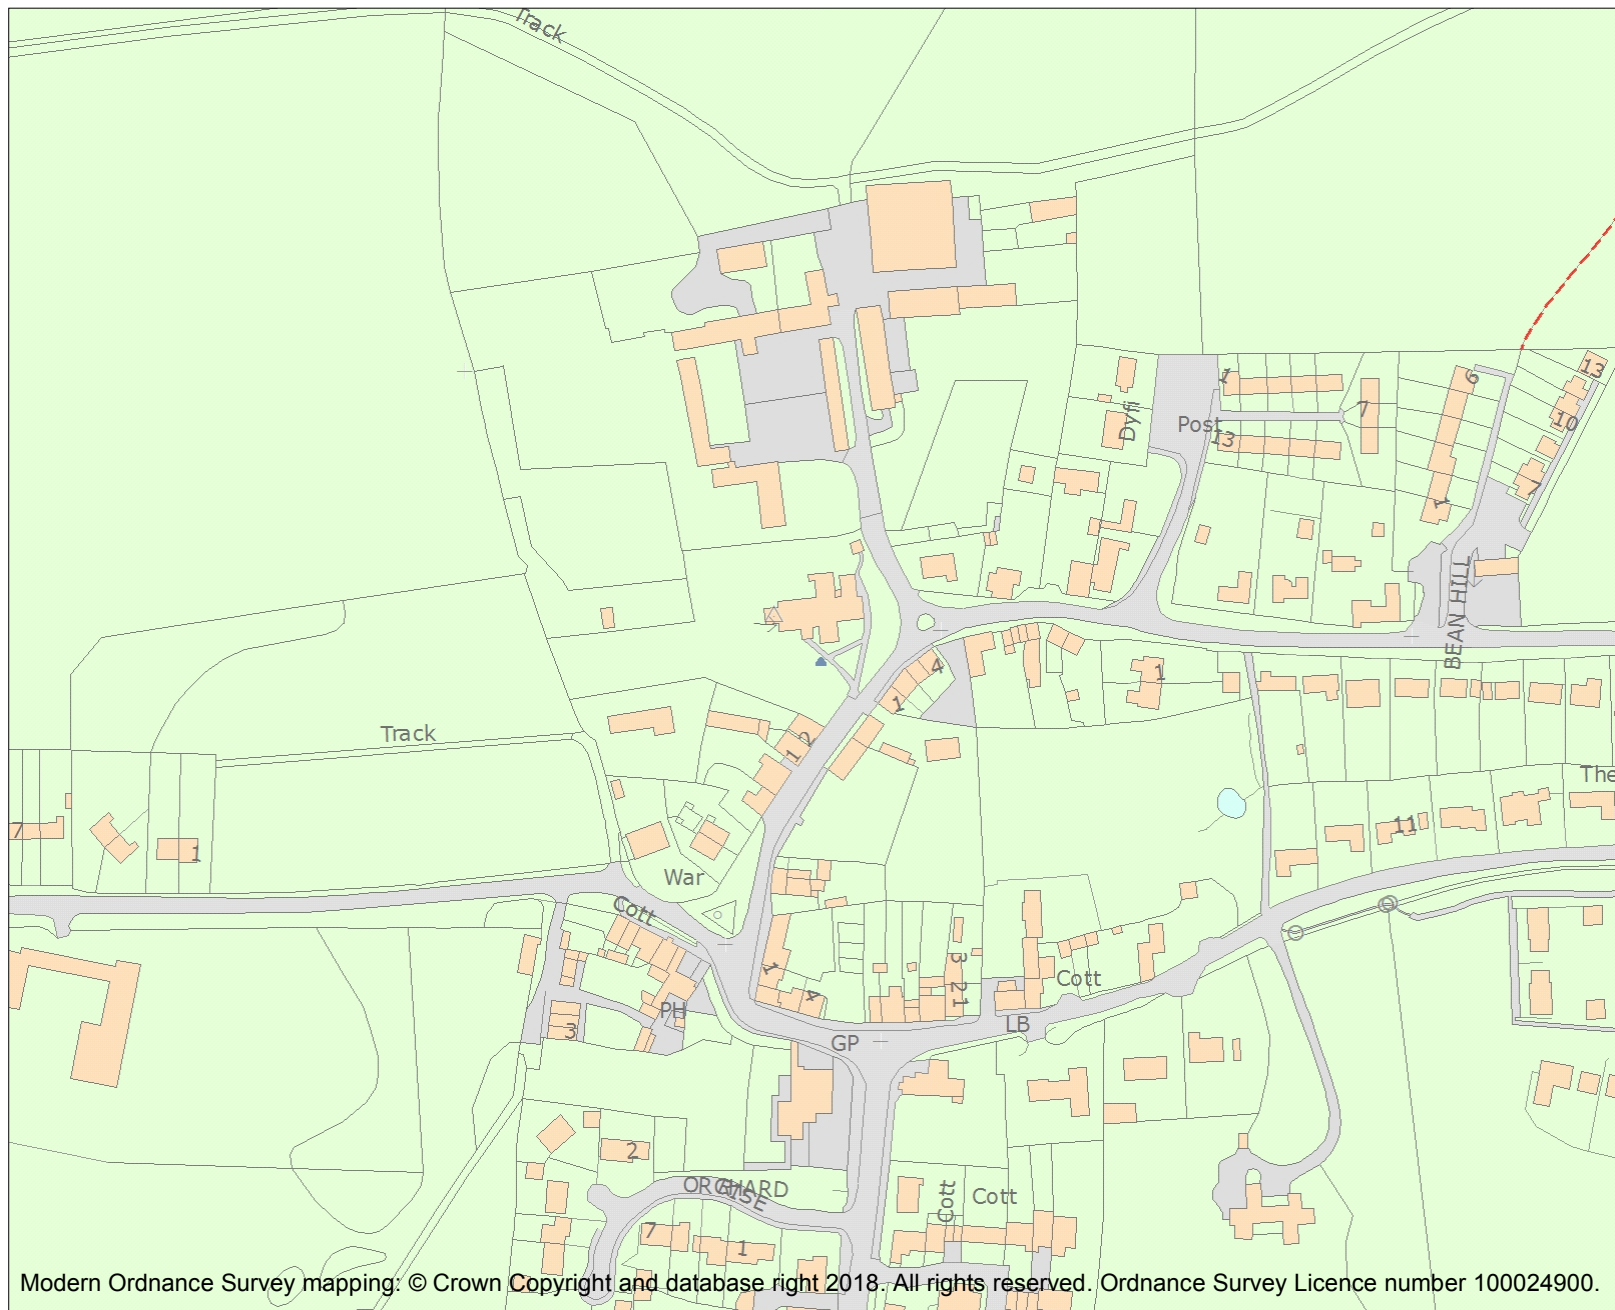 Track
13
1
6
7
10
Dyfi
Post
13
7
1
BEAN HILL
4
1
1
Track
2
1
The
7
1
11
War
Cott
3
1
4
2 1
Cott
PH
3
LB
GP
2
ORCHARD
RISE
Cott
Cott
7
1
Modern Ordnance Survey mapping: © Crown Copyright and database right 2018. All rights reserved. Ordnance Survey Licence number 100024900.